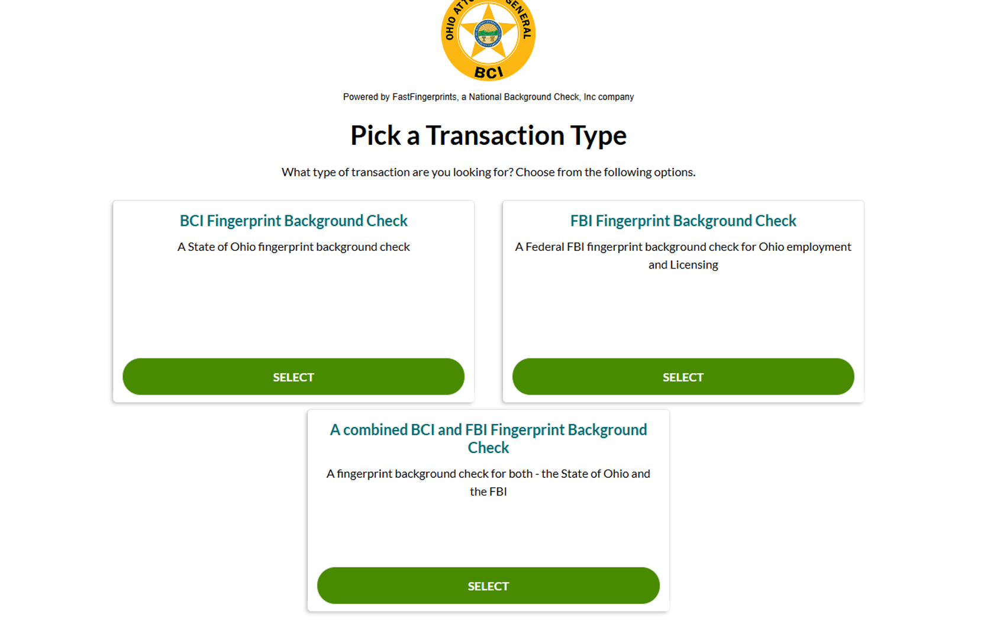 OHIO ATTO GENERAL
BCI
Powered by FastFingerprints, a National Background Check, Inc company
Pick a Transaction Type
What type of transaction are you looking for? Choose from the following options.
BCI Fingerprint Background Check
A State of Ohio fingerprint background check
SELECT
FBI Fingerprint Background Check
A Federal FBI fingerprint background check for Ohio employment
and Licensing
SELECT
A combined BCI and FBI Fingerprint Background
Check
A fingerprint background check for both - the State of Ohio and
the FBI
SELECT